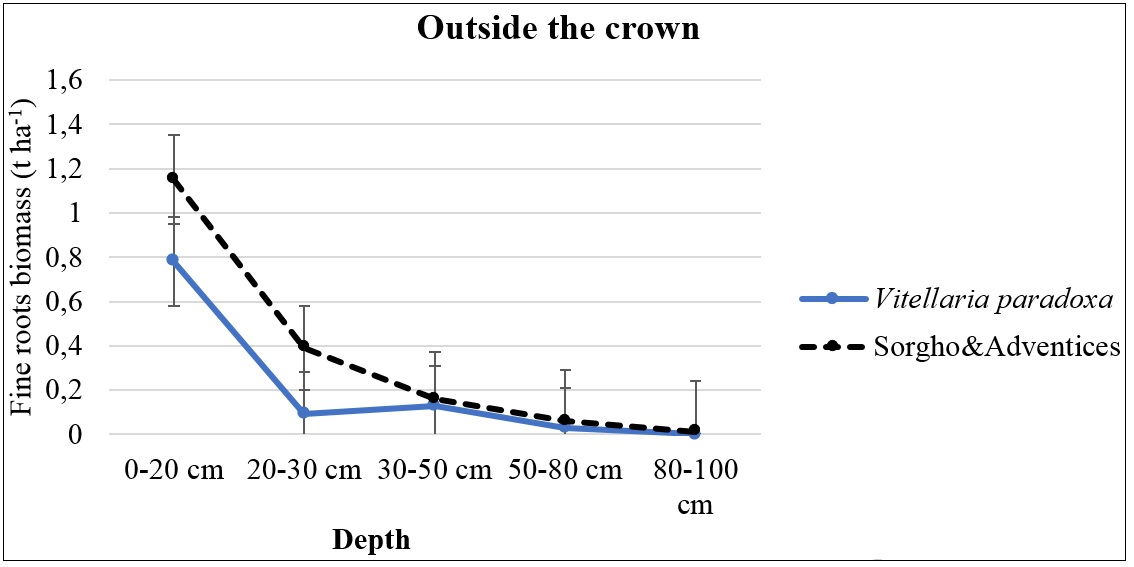 Outside the crown
Fine roots biomass (t ha-1)
1,6
1,4
1,2
1
0,8
0,6
0,4
0,2
0
0-20 cm 20-30 cm 30-50 cm 50-80 cm 80-100
cm
Depth
Vitellaria paradoxa
Sorgho&Adventices